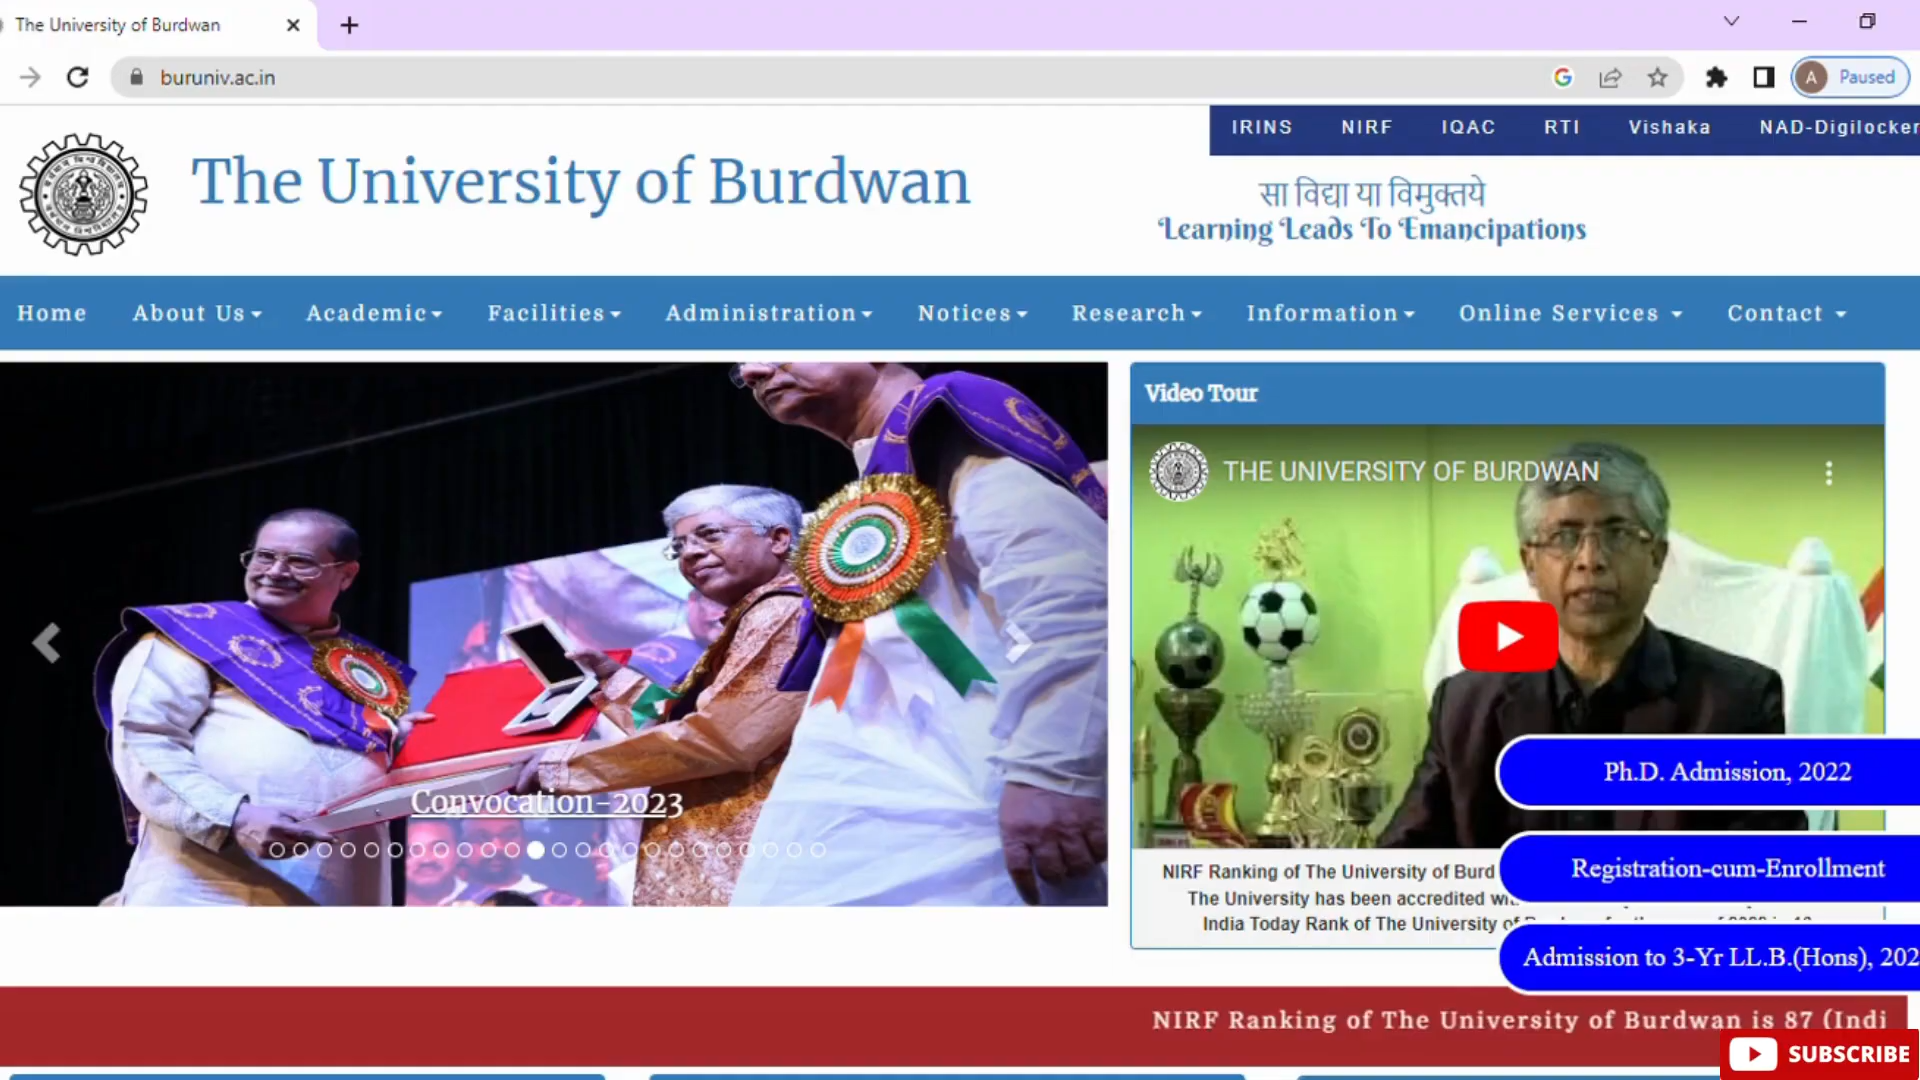 The University of Burdwan
buruniv.ac.in
A
Paused
IRINS NIRF IQAC RTI Vishaka NAD-Digilocker
The University of Burdwan
सा विद्या या विमुक्तये
Learning Leads To Emancipations
Home About Us Academic Facilities Administration Notices Research Information Online Services Contact
Video Tour
THE UNIVERSITY OF BURDWAN
Convocation-2023
Ph.D. Admission, 2022
Registration-cum-Enrollment
Admission to 3-Yr LL.B.(Hons), 202
NIRF Ranking of The University of Burd
The University has been accredited
India Today Rank of The University of
NIRF Ranking of The University of Burdwan is 87 (Indi
SUBSCRIBE